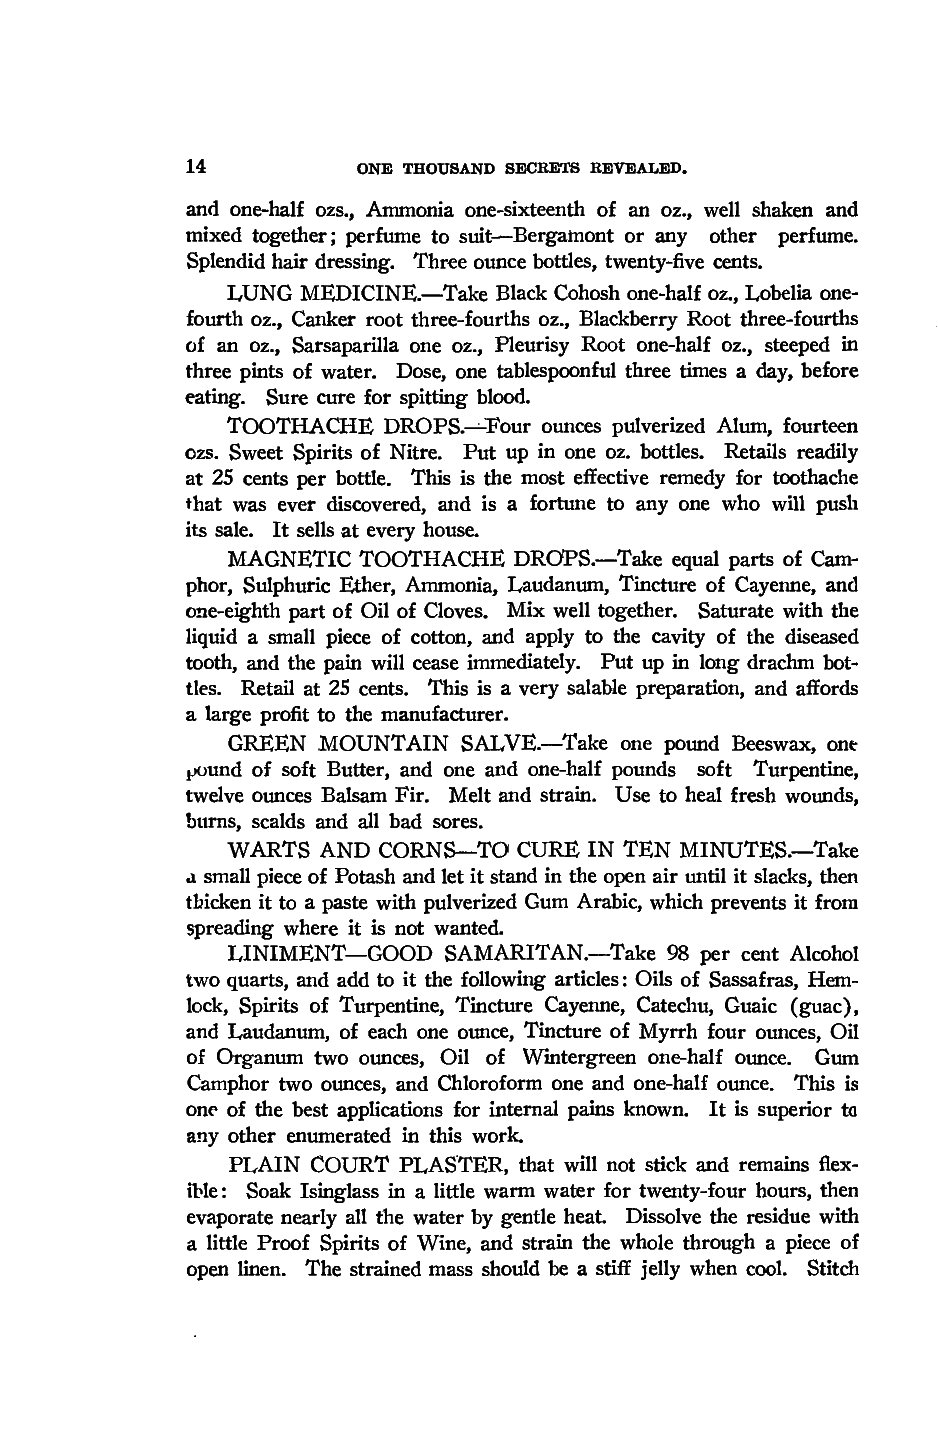 14 ONE THOUSAND SECRETS REVEALED.
and one-half ozs., Ammonia one-sixteenth of an oz., well shaken and
mixed together; perfume to suit—Bergamont or any other perfume.
Splendid hair dressing. Three ounce bottles, twenty-five cents.
LUNG MEDICINE.—Take Black Cohosh one-half oz., Lobelia one-
fourth oz., Canker root three-fourths oz., Blackberry Root three-fourths
of an oz., Sarsaparilla one oz., Pleurisy Root one-half oz., steeped in
three pints of water. Dose, one tablespoonful three times a day, before
eating. Sure cure for spitting blood.
TOOTHACHE DROPS.—Four ounces pulverized Alum, fourteen
ozs. Sweet Spirits of Nitre. Put up in one oz. bottles. Retails readily
at 25 cents per bottle. This is the most effective remedy for toothache
that was ever discovered, and is a fortune to any one who will push
its sale. It sells at every house.
MAGNETIC TOOTHACHE DROPS.—Take equal parts of Cam-
phor, Sulphuric Ether, Ammonia, Laudanum, Tincture of Cayenne, and
one-eighth part of Oil of Cloves. Mix well together. Saturate with the
liquid a small piece of cotton, and apply to the cavity of the diseased
tooth, and the pain will cease immediately. Put up in long drachm bot-
tles. Retail at 25 cents. This is a very salable preparation, and affords
a large profit to the manufacturer.
GREEN MOUNTAIN SALVE.—Take one pound Beeswax, one
pound of soft Butter, and one and one-half pounds soft Turpentine,
twelve ounces Balsam Fir. Melt and strain. Use to heal fresh wounds,
burns, scalds and all bad sores.
WARTS AND CORNS—TO CURE IN TEN MINUTES.—Take
a small piece of Potash and let it stand in the open air until it slacks, then
thicken it to a paste with pulverized Gum Arabic, which prevents it from
spreading where it is not wanted.
LINIMENT—GOOD SAMARITAN.—Take 98 per cent Alcohol
two quarts, and add to it the following articles: Oils of Sassafras, Hem-
lock, Spirits of Turpentine, Tincture Cayenne, Catechu, Guaic (guac),
and Laudanum, of each one ounce, Tincture of Myrrh four ounces, Oil
of Organum two ounces, Oil of Wintergreen one-half ounce. Gum
Camphor two ounces, and Chloroform one and one-half ounce. This is
one of the best applications for internal pains known. It is superior to
any other enumerated in this work.
PLAIN COURT PLASTER, that will not stick and remains flex-
ible: Soak Isinglass in a little warm water for twenty-four hours, then
evaporate nearly all the water by gentle heat. Dissolve the residue with
a little Proof Spirits of Wine, and strain the whole through a piece of
open linen. The strained mass should be a stiff jelly when cool. Stitch